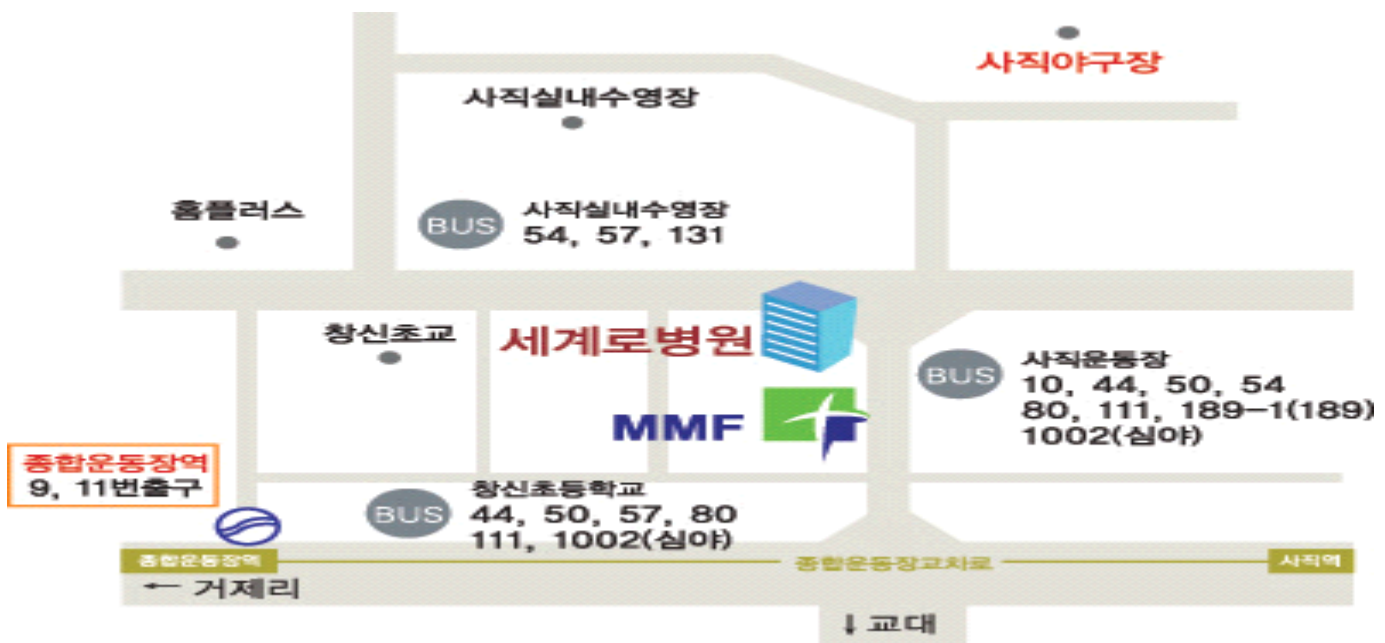 사직야구장
사직실내수영장
홈플러스
BUS
사직실내수영장
54, 57, 131
창신초교
세계로병원
BUS
사직운동장
10, 44, 50, 54
80, 111, 189-1(189)
1002(심야)
MMF
종합운동장역
9, 11번출구
BUS
창신초등학교
44, 50, 57, 80
111, 1002(심야)
종합운동장역
종합운동장교차로
사직역
← 거제리
↓교대